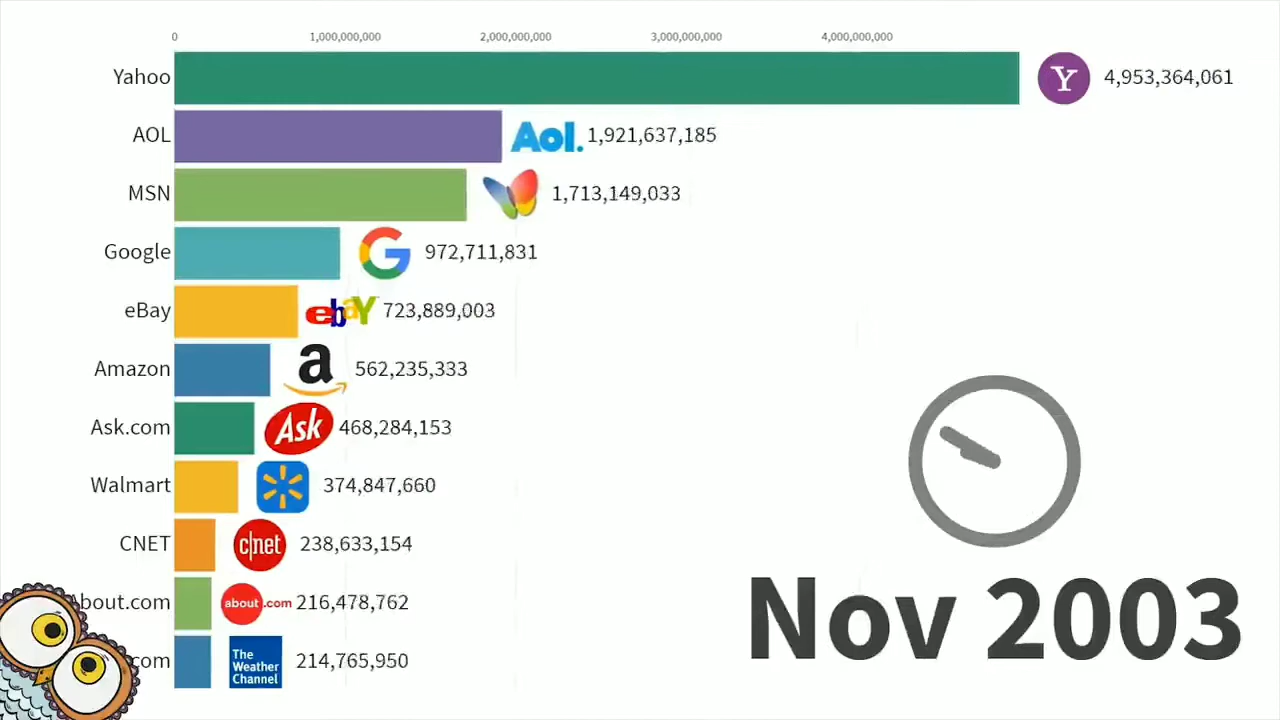 0 1,000,000,000 2,000,000,000 3,000,000,000 4,000,000,000
Yahoo Y 4,953,364,061
AOL Aol. 1,921,637,185
MSN 1,713,149,033
Google G 972,711,831
eBay ebaY 723,889,003
Amazon a 562,235,333
Ask.com Ask 468,284,153
Walmart 374,847,660
CNET c|net 238,633,154
About.com about.com 216,478,762
com The Weather Channel 214,765,950
Nov 2003